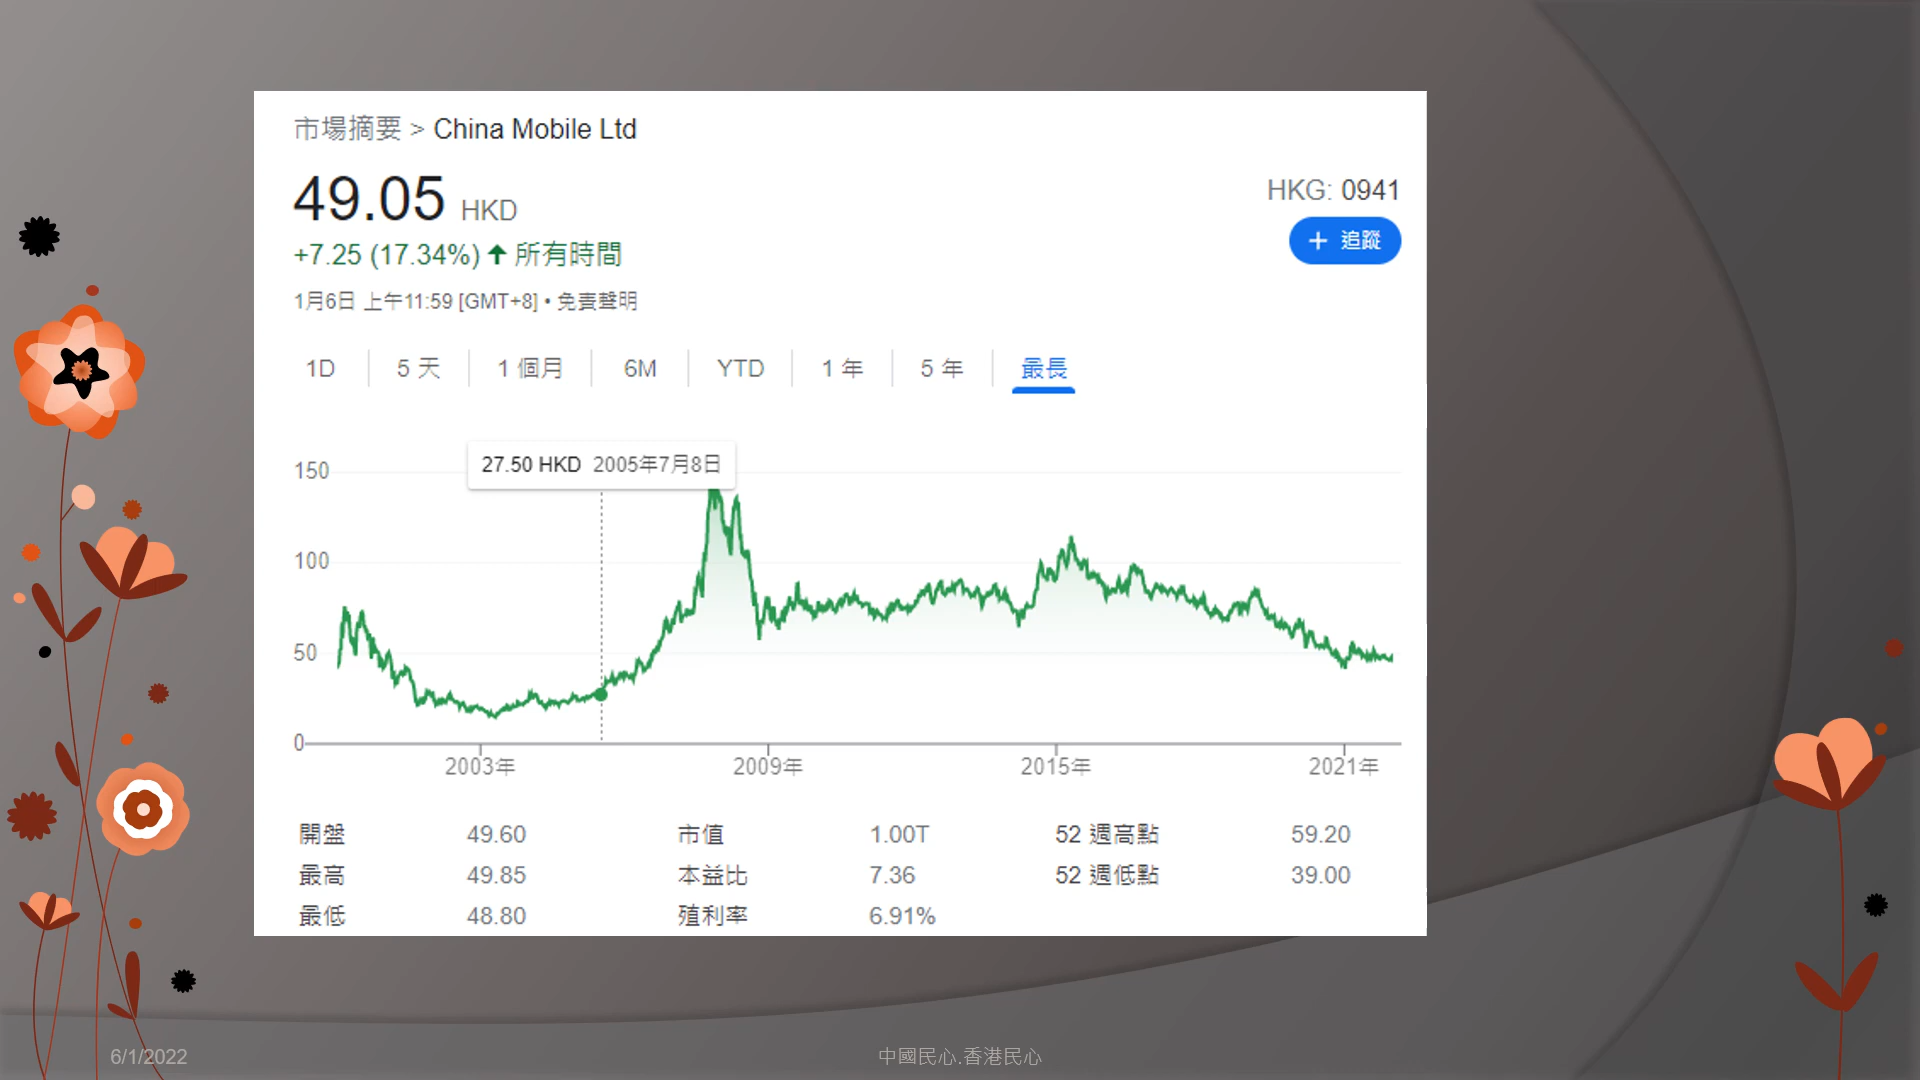 市場摘要 > China Mobile Ltd
49.05 HKD
HKG: 0941
+7.25 (17.34%) ↑ 所有時間
+ 追蹤
1月6日 上午11:59 [GMT+8] • 免責聲明
1D 5 天 1 個月 6M YTD 1 年 5 年 最長
27.50 HKD 2005年7月8日
150
100
50
0
2003年 2009年 2015年 2021年
開盤 49.60 市值 1.00T 52 週高點 59.20
最高 49.85 本益比 7.36 52 週低點 39.00
最低 48.80 殖利率 6.91%
6/1/2022 中國民心.香港民心